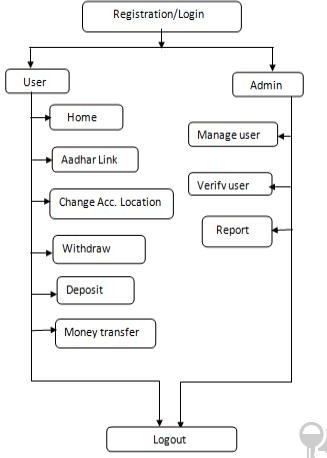 Registration/Login
User
Admin
Home
Manage user
Aadhar Link
Verify user
Change Acc. Location
Report
Withdraw
Deposit
Money transfer
Logout